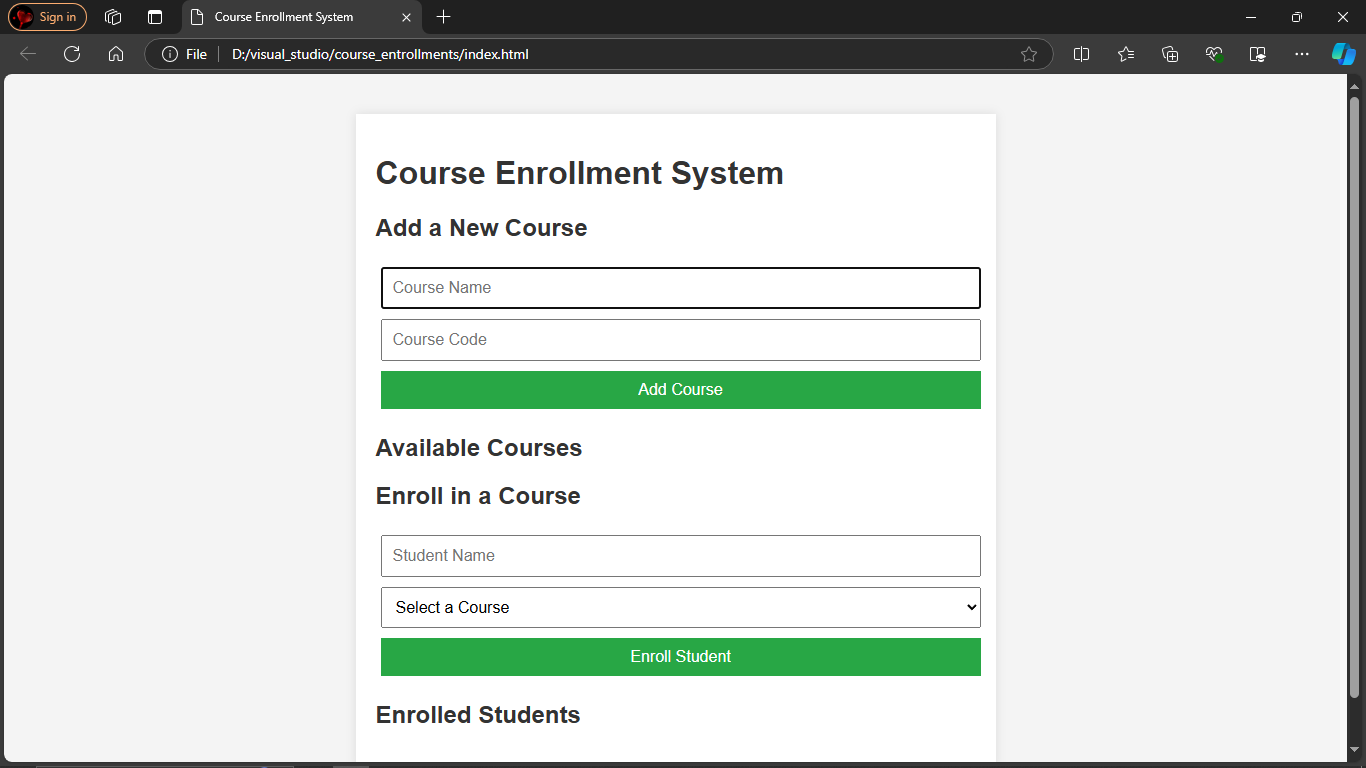 Sign in
Course Enrollment System
File
D:/visual_studio/course_entrollments/index.html
Course Enrollment System
Add a New Course
Course Name
Course Code
Add Course
Available Courses
Enroll in a Course
Student Name
Select a Course
Enroll Student
Enrolled Students